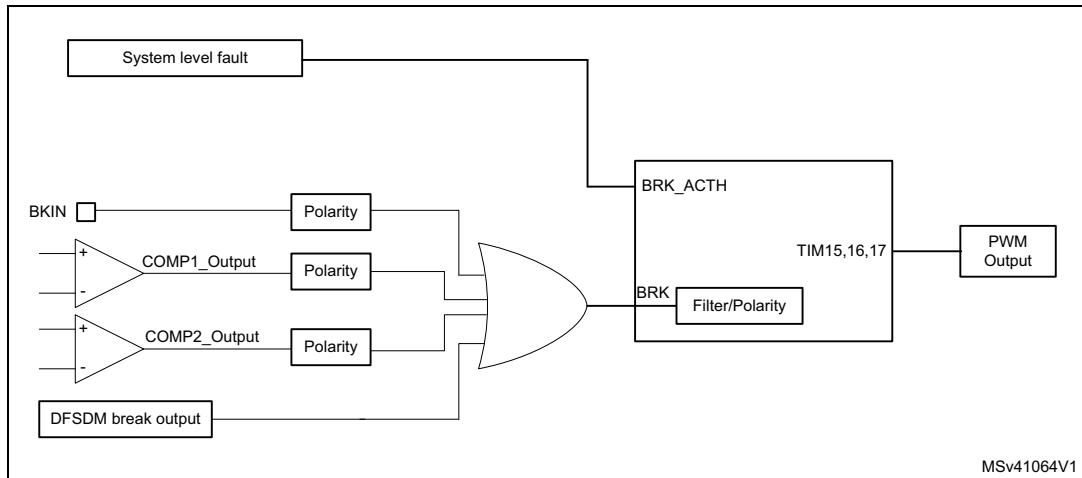 System level fault
BRK_ACTH
BKIN
Polarity
TIM15,16,17
PWM
Output
+
COMP1_Output
Polarity
-
BRK
Filter/Polarity
+
COMP2_Output
Polarity
-
DFSDM break output
MSv41064V1